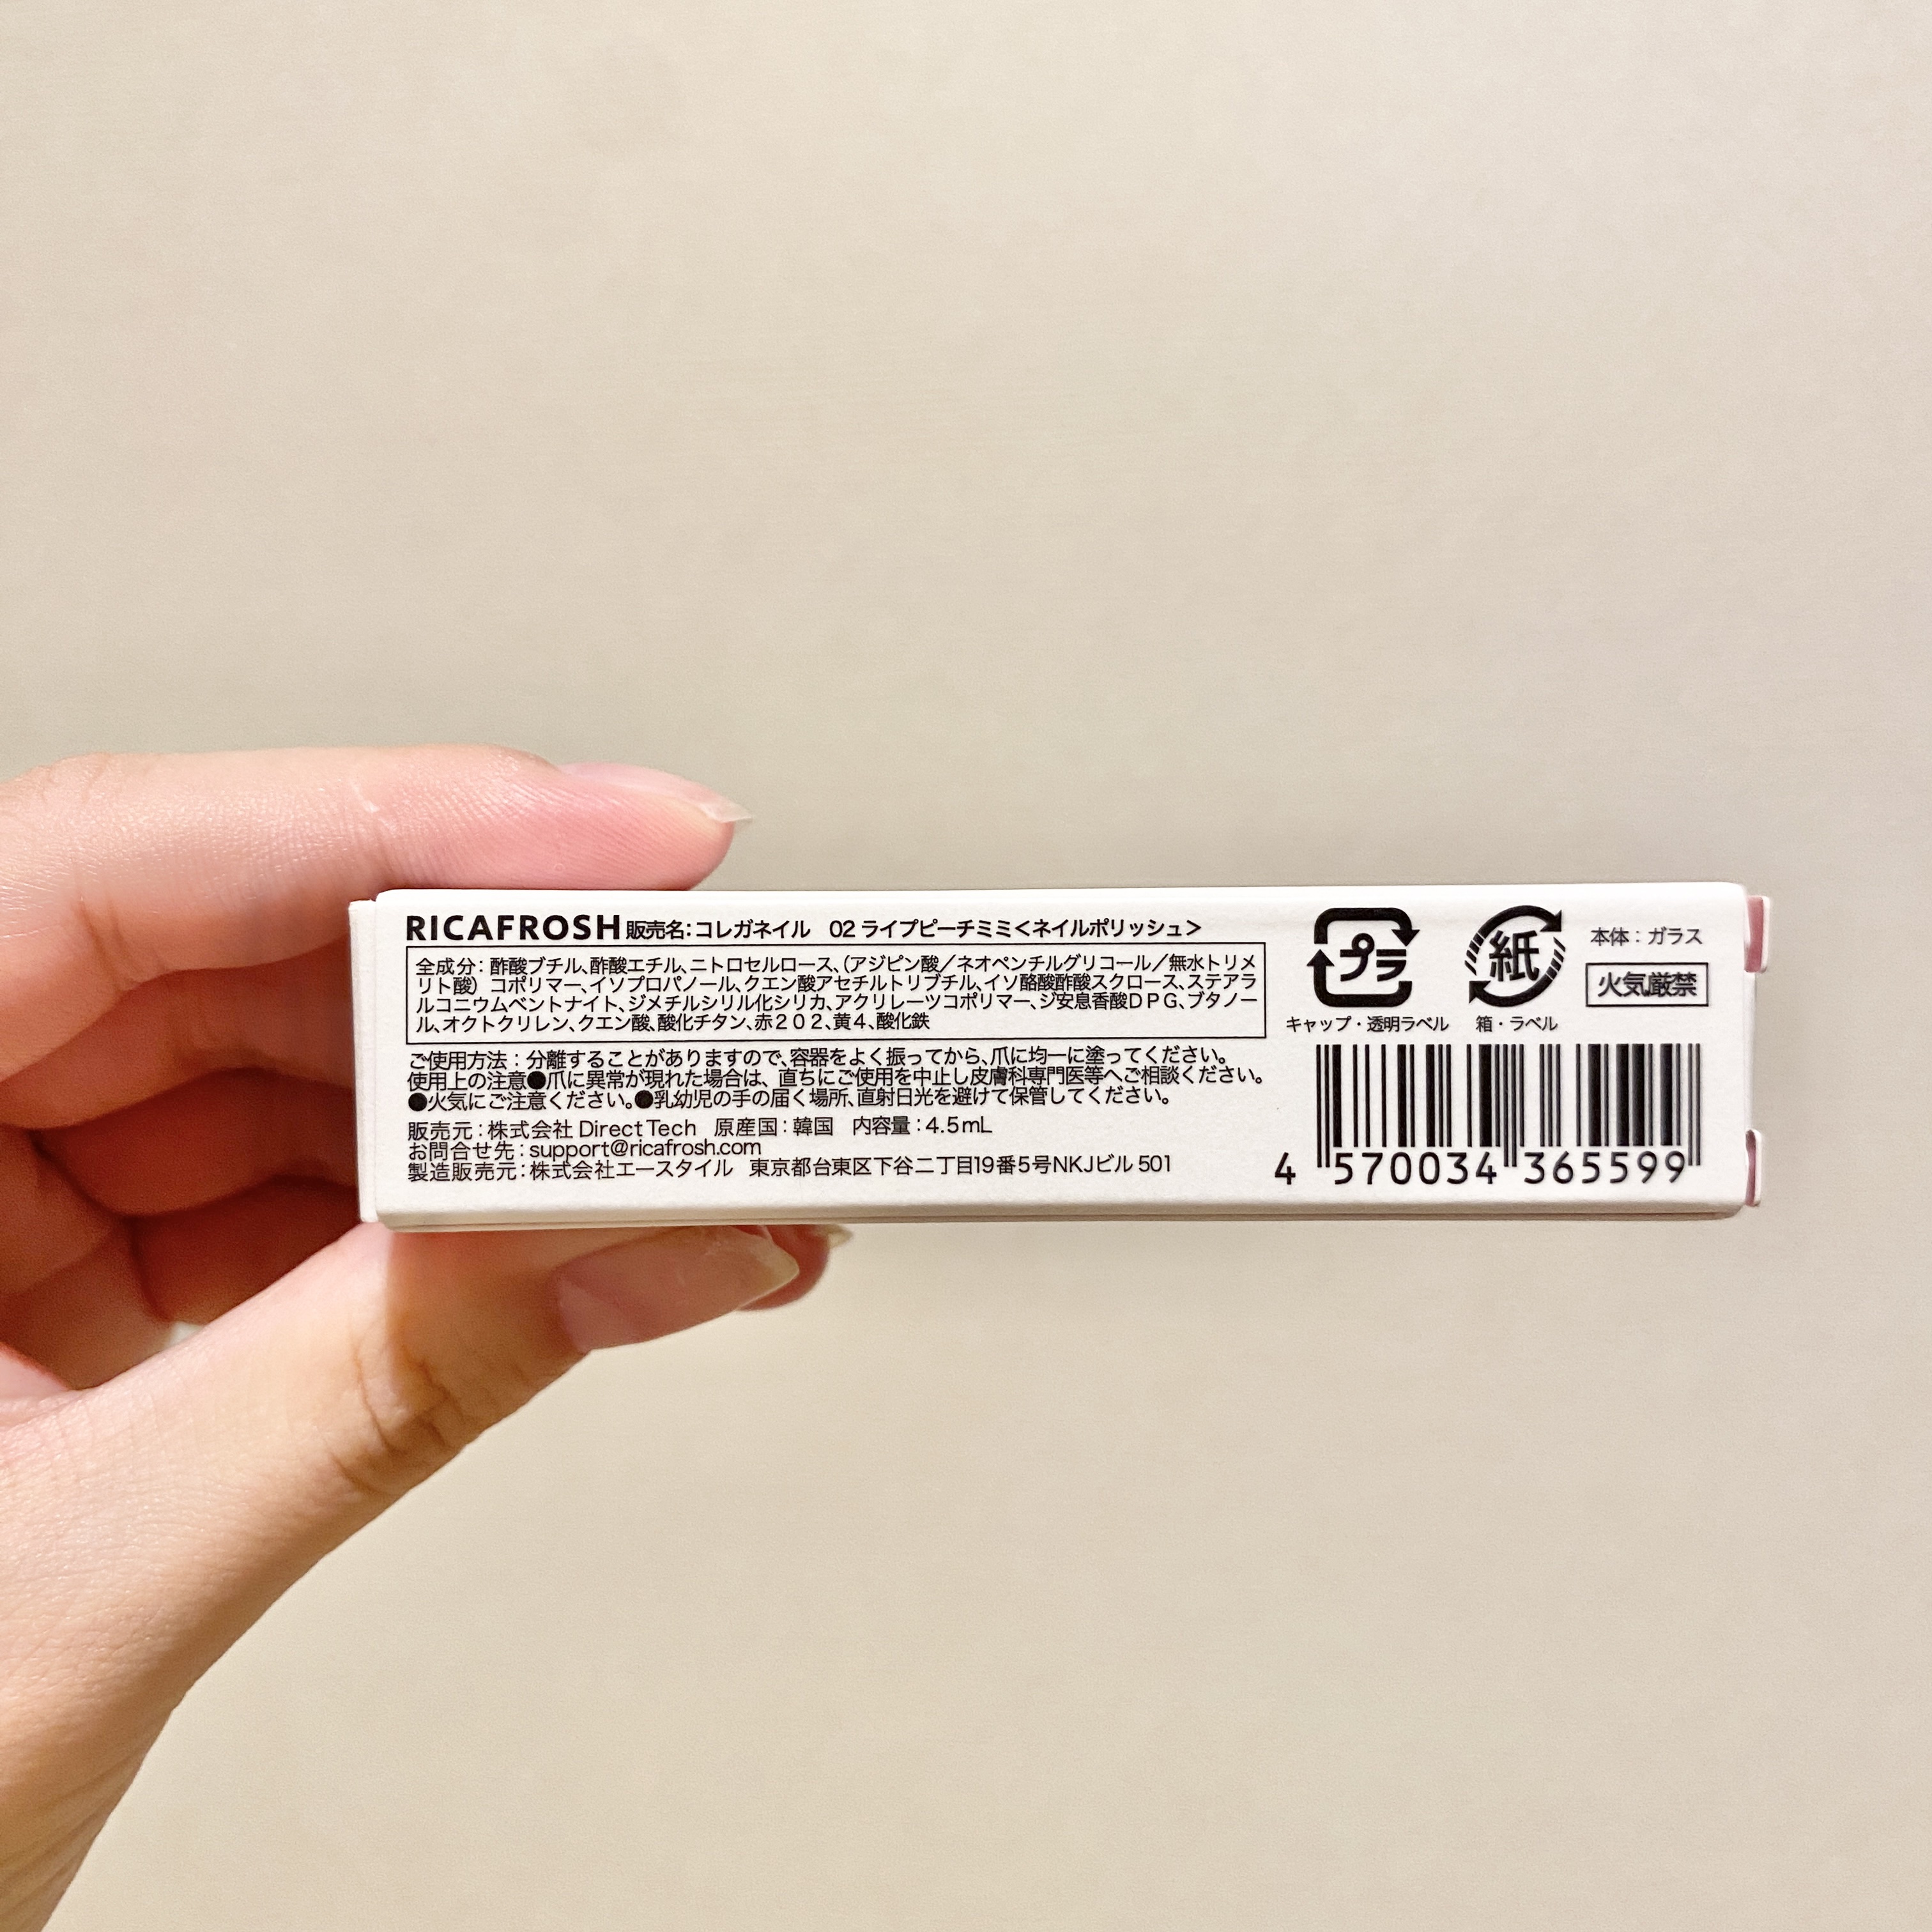 RICAFROSH 販売名：コレガネイル　02 ライブピーチミミ＜ネイルポリッシュ＞
全成分：酢酸ブチル、酢酸エチル、ニトロセルロース、（アジピン酸／ネオペンチルグリコール／無水トリメ
リト酸）コポリマー、イソプロパノール、クエン酸アセチルトリブチル、イソ酪酸酢酸スクロース、ステアラ
ルコニウムベントナイト、ジメチルシリル化シリカ、アクリレーツコポリマー、ジ安息香酸ＤＰＧ、ブタノー
ル、オクトクリレン、クエン酸、酸化チタン、赤２０２、黄４、酸化鉄
ご使用方法：分離することがありますので、容器をよく振ってから、爪に均一に塗ってください。
使用上の注意●爪に異常が現れた場合は、直ちにご使用を中止し皮膚科専門医等へご相談ください。
●火気にご注意ください。●乳幼児の手の届く場所、直射日光を避けて保管してください。
販売元：株式会社 Direct Tech　原産国：韓国　内容量：4.5mL
お問合せ先：support@ricafrosh.com
製造販売元：株式会社エースタイル　東京都台東区下谷二丁目19番5号NKJビル 501
プラ
キャップ・透明ラベル
紙
箱・ラベル
本体：ガラス
火気厳禁
4 570034 365599